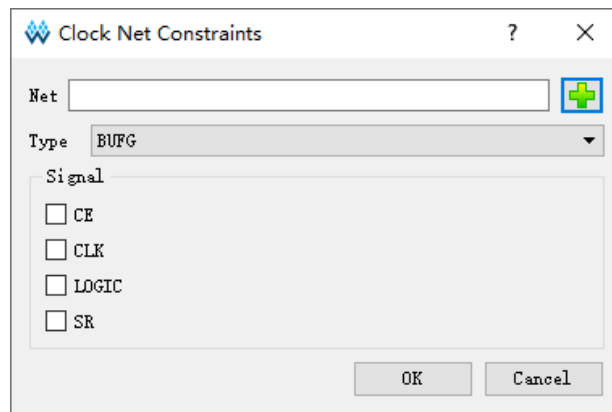 Clock Net Constraints ?
Net
Type BUFG
Signal
CE
CLK
LOGIC
SR
OK Cancel